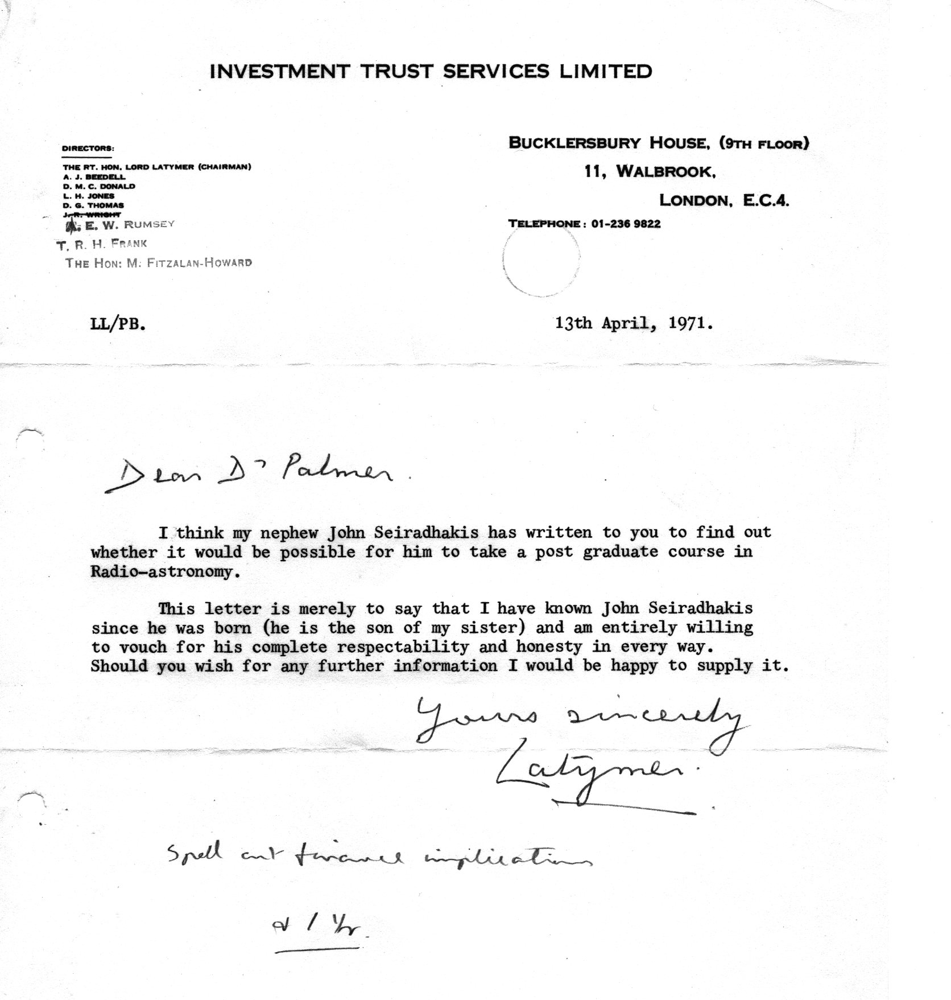 INVESTMENT TRUST SERVICES LIMITED
DIRECTORS:
THE RT. HON. LORD LATYMER (CHAIRMAN)
A. J. BEEDELL
D. M. C. DONALD
L. H. JONES
D. G. THOMAS
J. R. WRIGHT
E. W. RUMSEY
T. R. H. FRANK
THE HON: M. FITZALAN-HOWARD
BUCKLERSBURY HOUSE, (9TH FLOOR)
11, WALBROOK,
LONDON, E.C.4.
TELEPHONE: 01-236 9822
LL/PB.
13th April, 1971.
Dear Dr Palmer.
I think my nephew John Seiradhakis has written to you to find out
whether it would be possible for him to take a post graduate course in
Radio-astronomy.
This letter is merely to say that I have known John Seiradhakis
since he was born (he is the son of my sister) and am entirely willing
to vouch for his complete respectability and honesty in every way.
Should you wish for any further information I would be happy to supply it.
Yours sincerely
Latymer.
Spell out finance implications
1 Yr.